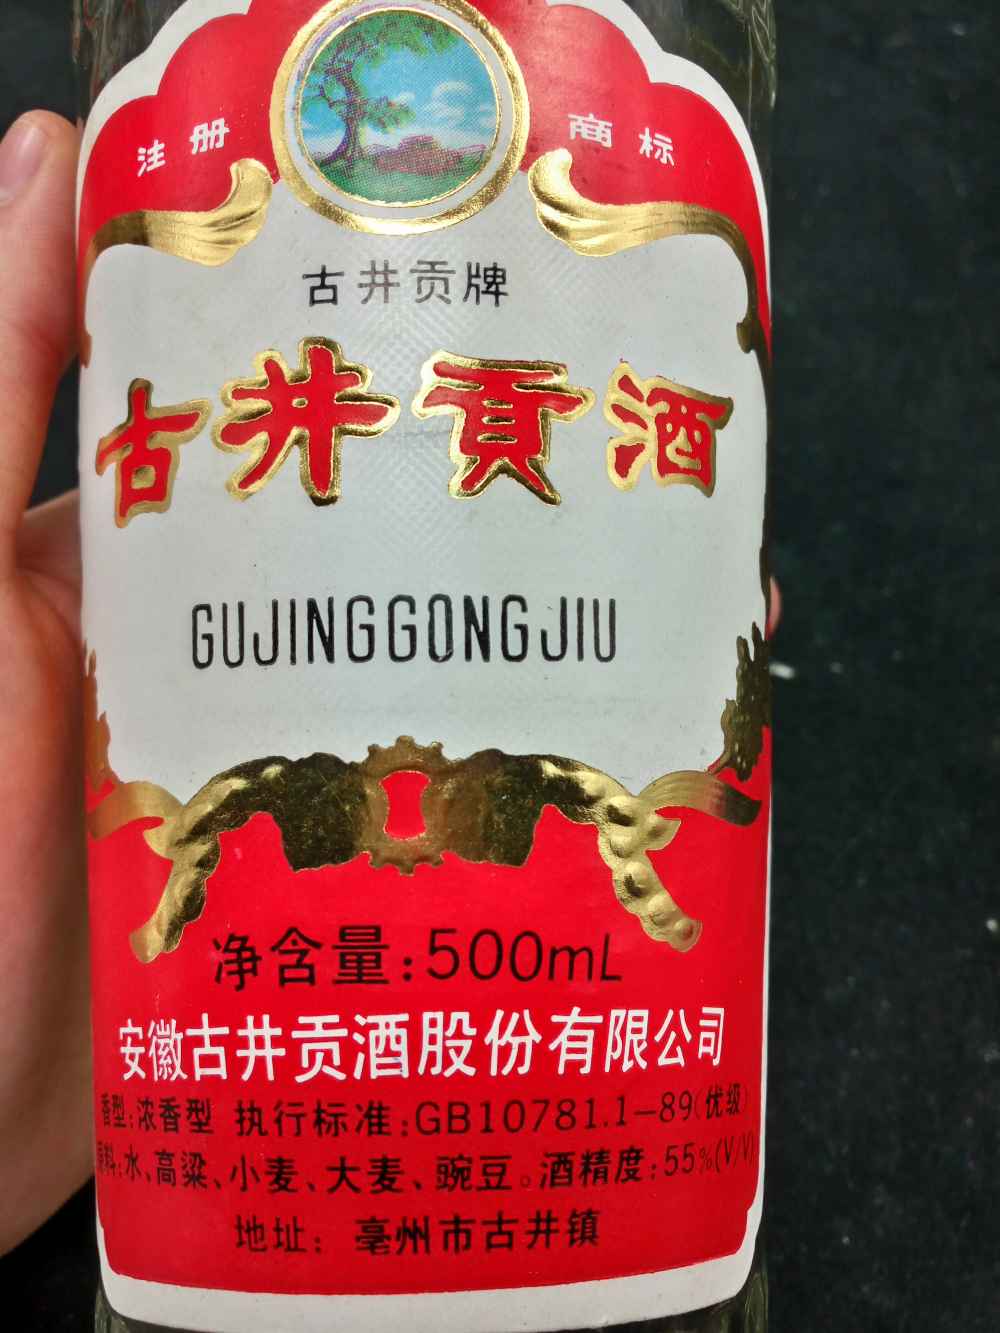 注册 商标
古井贡牌
古井贡酒
GUJINGGONGJIU
净含量:500mL
安徽古井贡酒股份有限公司
香型:浓香型 执行标准:GB10781.1-89(优级)
原料:水、高粱、小麦、大麦、豌豆。酒精度:55%(V/V)
地址: 亳州市古井镇